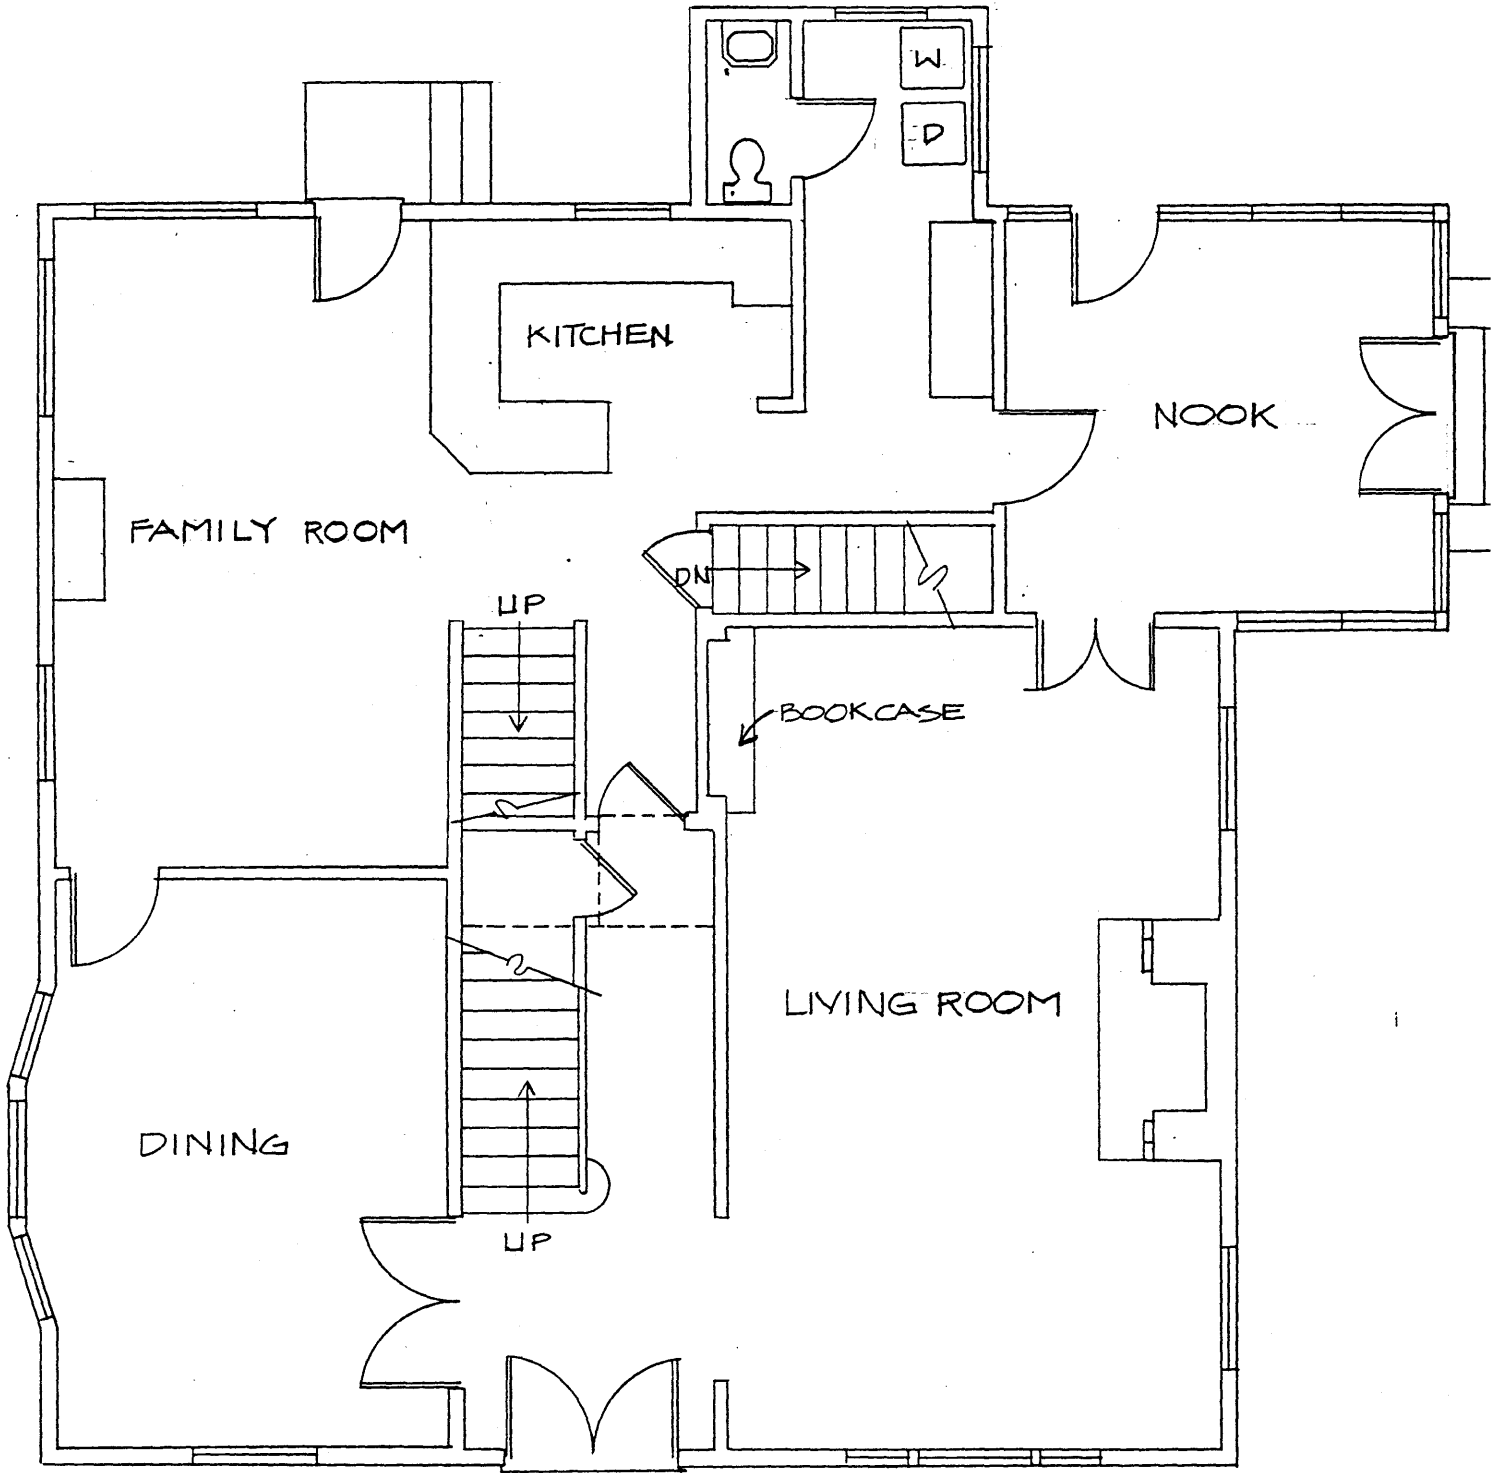 W
D
KITCHEN
NOOK
FAMILY ROOM
DN
UP
BOOKCASE
LIVING ROOM
DINING
UP